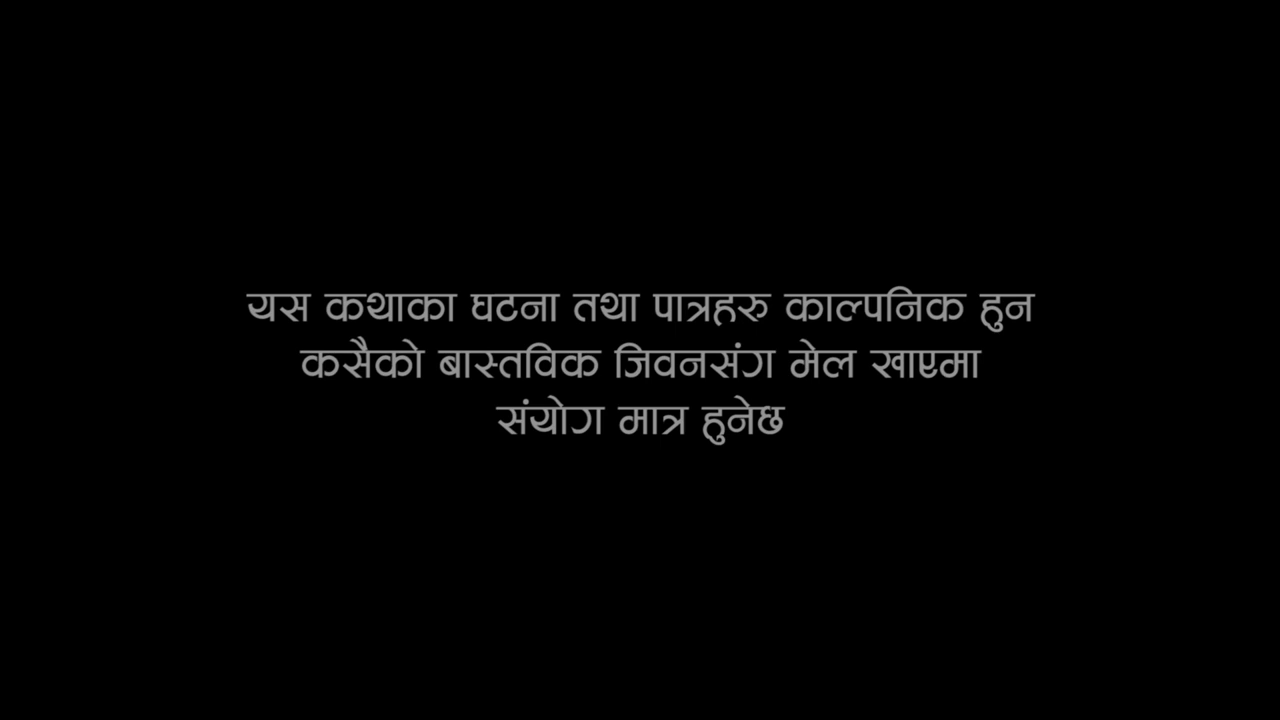 यस कथाका घटना तथा पात्रहरु काल्पनिक हुन
कसैको बास्तविक जिवनसंग मेल खाएमा
संयोग मात्र हुनेछ